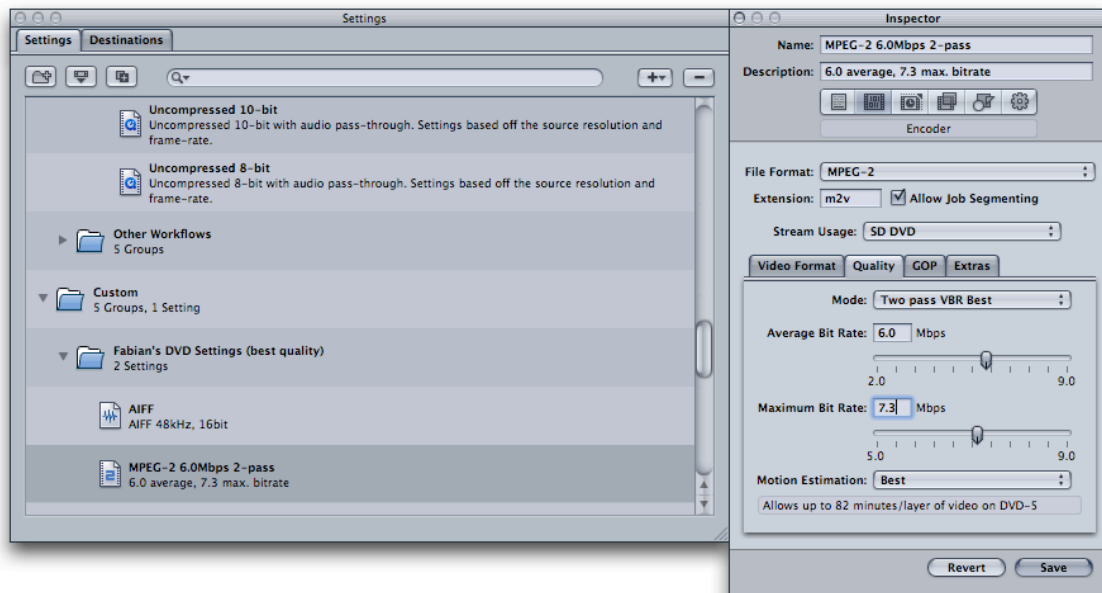 Settings
Settings
Destinations
Uncompressed 10-bit
Uncompressed 10-bit with audio pass-through. Settings based off the source resolution and
frame-rate.
Uncompressed 8-bit
Uncompressed 8-bit with audio pass-through. Settings based off the source resolution and
frame-rate.
Other Workflows
5 Groups
Custom
5 Groups, 1 Setting
Fabian's DVD Settings (best quality)
2 Settings
AIFF
AIFF 48kHz, 16bit
MPEG-2 6.0Mbps 2-pass
6.0 average, 7.3 max. bitrate
Inspector
Name: MPEG-2 6.0Mbps 2-pass
Description: 6.0 average, 7.3 max. bitrate
Encoder
File Format: MPEG-2
Extension: m2v Allow Job Segmenting
Stream Usage: SD DVD
Video Format Quality GOP Extras
Mode: Two pass VBR Best
Average Bit Rate: 6.0 Mbps
2.0 9.0
Maximum Bit Rate: 7.3 Mbps
5.0 9.0
Motion Estimation: Best
Allows up to 82 minutes/layer of video on DVD-5
Revert Save